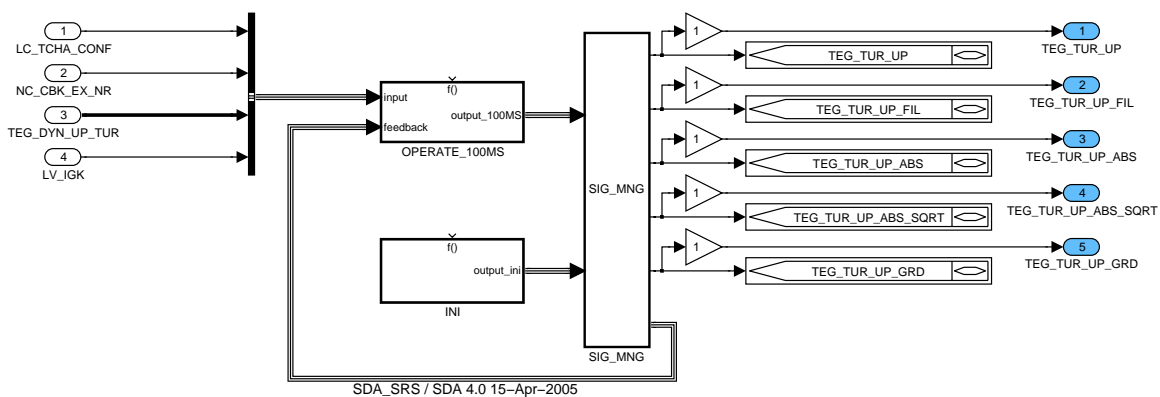 1
LC_TCHA_CONF
2
NC_CBK_EX_NR
3
TEG_DYN_UP_TUR
4
LV_IGK
f()
input
output_100MS
feedback
OPERATE_100MS
f()
output_ini
INI
SIG_MNG
SIG_MNG
1
TEG_TUR_UP
1
TEG_TUR_UP
1
TEG_TUR_UP_FIL
2
TEG_TUR_UP_FIL
1
TEG_TUR_UP_ABS
3
TEG_TUR_UP_ABS
1
TEG_TUR_UP_ABS_SQRT
4
TEG_TUR_UP_ABS_SQRT
1
TEG_TUR_UP_GRD
5
TEG_TUR_UP_GRD
SDA_SRS / SDA 4.0 15−Apr−2005